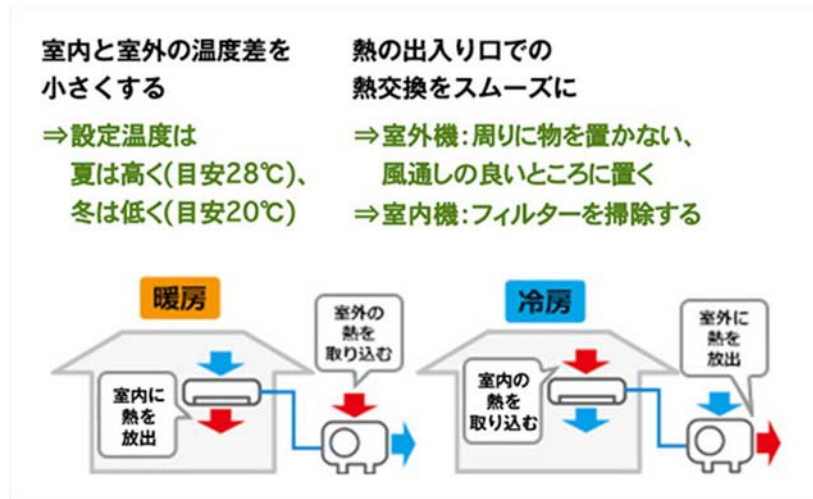 室内と室外の温度差を
小さくする
⇒設定温度は
夏は高く(目安28℃)、
冬は低く(目安20℃)
熱の出入り口での
熱交換をスムーズに
⇒室外機:周りに物を置かない、
風通しの良いところに置く
⇒室内機:フィルターを掃除する
暖房
室外の
熱を
取り込む
室内に
熱を
放出
冷房
室内の
熱を
取り込む
室外に
熱を
放出